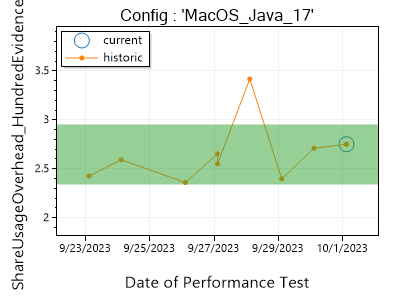 Config : 'MacOS_Java_17'
current
historic
ShareUsageOverhead_HundredEvidence
3.5
3
2.5
2
9/23/2023
9/25/2023
9/27/2023
9/29/2023
10/1/2023
Date of Performance Test